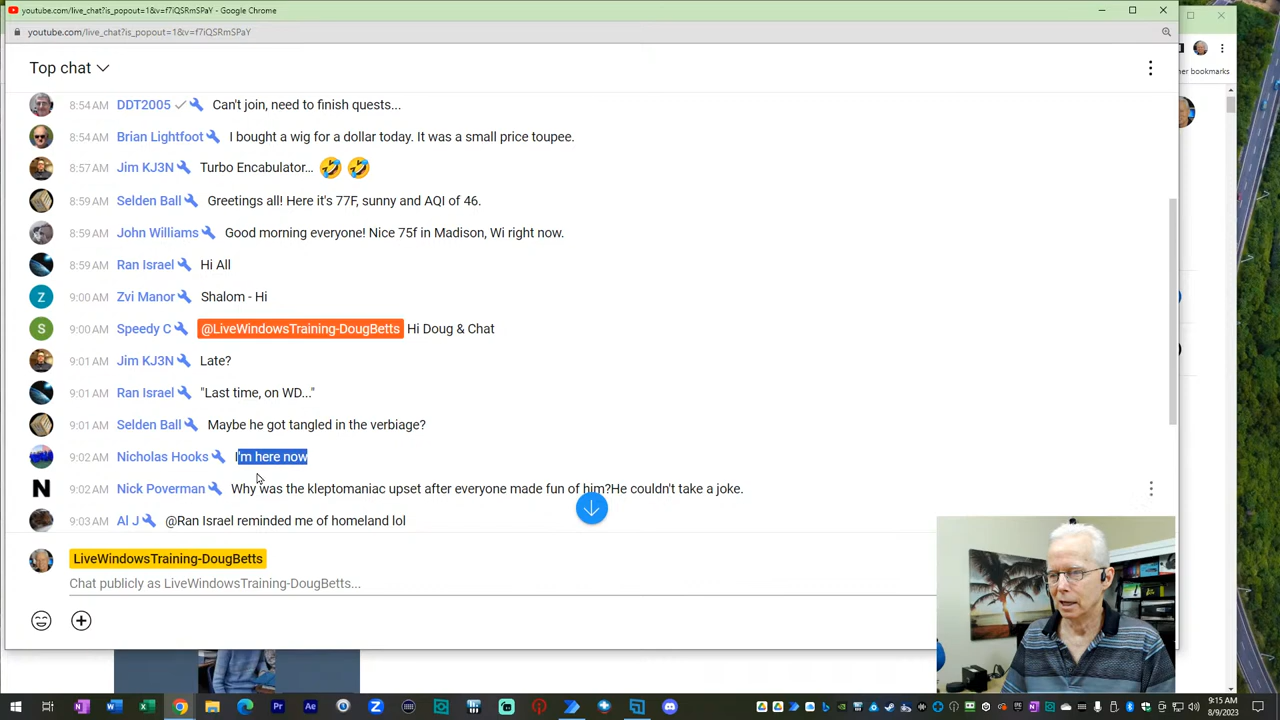 youtube.com/live_chat?is_popout=1&v=f7iQSRmSPaY - Google Chrome
youtube.com/live_chat?is_popout=1&v=f7iQSRmSPaY
er bookmarks
Top chat
8:54 AM DDT2005 Can't join, need to finish quests...
8:54 AM Brian Lightfoot I bought a wig for a dollar today. It was a small price toupee.
8:57 AM Jim KJ3N Turbo Encabulator... 🤣 🤣
8:59 AM Selden Ball Greetings all! Here it's 77F, sunny and AQI of 46.
8:59 AM John Williams Good morning everyone! Nice 75f in Madison, Wi right now.
8:59 AM Ran Israel Hi All
Z 9:00 AM Zvi Manor Shalom - Hi
S 9:00 AM Speedy C @LiveWindowsTraining-DougBetts Hi Doug & Chat
9:01 AM Jim KJ3N Late?
9:01 AM Ran Israel "Last time, on WD..."
9:01 AM Selden Ball Maybe he got tangled in the verbiage?
9:02 AM Nicholas Hooks I'm here now
N 9:02 AM Nick Poverman Why was the kleptomaniac upset after everyone made fun of him?He couldn't take a joke.
9:03 AM Al J @Ran Israel reminded me of homeland lol
LiveWindowsTraining-DougBetts
Chat publicly as LiveWindowsTraining-DougBetts...
9:15 AM
8/9/2023